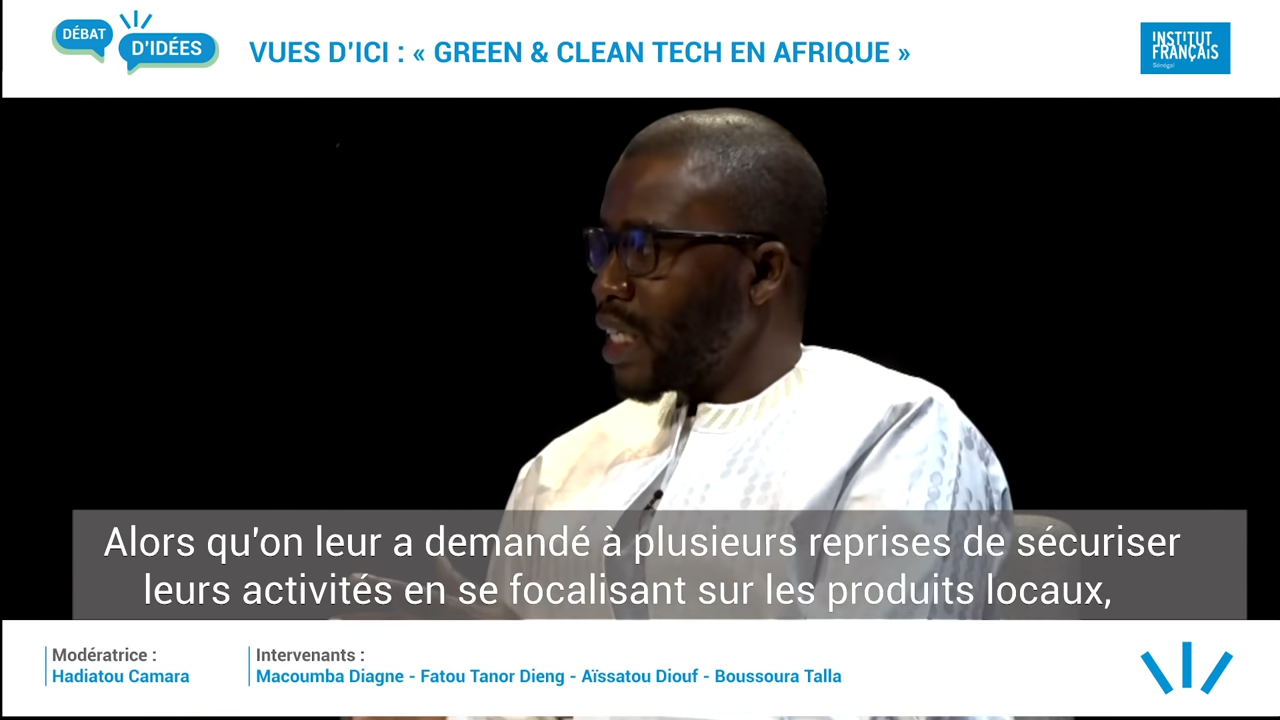 DÉBAT
D'IDÉES
VUES D'ICI : « GREEN & CLEAN TECH EN AFRIQUE »
INSTITUT
FRANÇAIS
Sénégal
Alors qu'on leur a demandé à plusieurs reprises de sécuriser
leurs activités en se focalisant sur les produits locaux,
Modératrice :
Hadiatou Camara
Intervenants :
Macoumba Diagne - Fatou Tanor Dieng - Aïssatou Diouf - Boussoura Talla